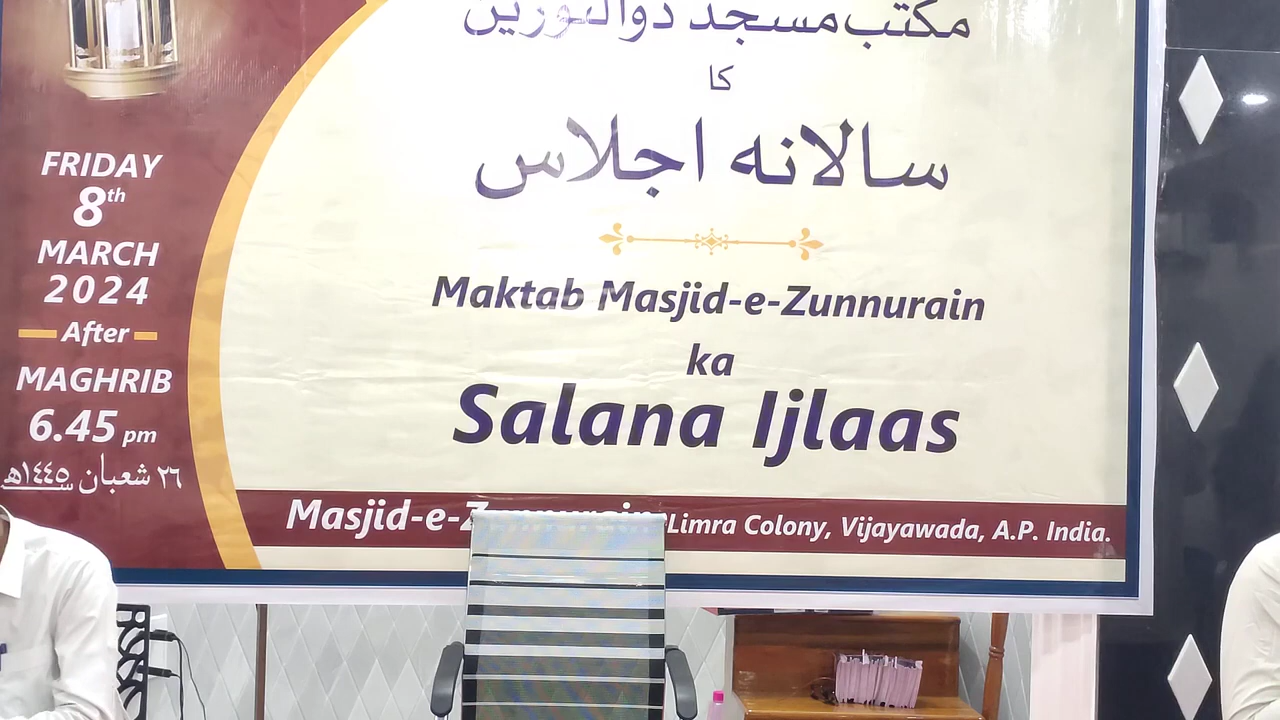 FRIDAY
8th
MARCH
2024
After
MAGHRIB
6.45 pm
٢٦ شعبان ١٤٤٥ھ
مکتب مسجد ذوالنورین
کا
سالانہ اجلاس
Maktab Masjid-e-Zunnurain
ka
Salana Ijlaas
Masjid-e-Zunnurain Limra Colony, Vijayawada, A.P. India.